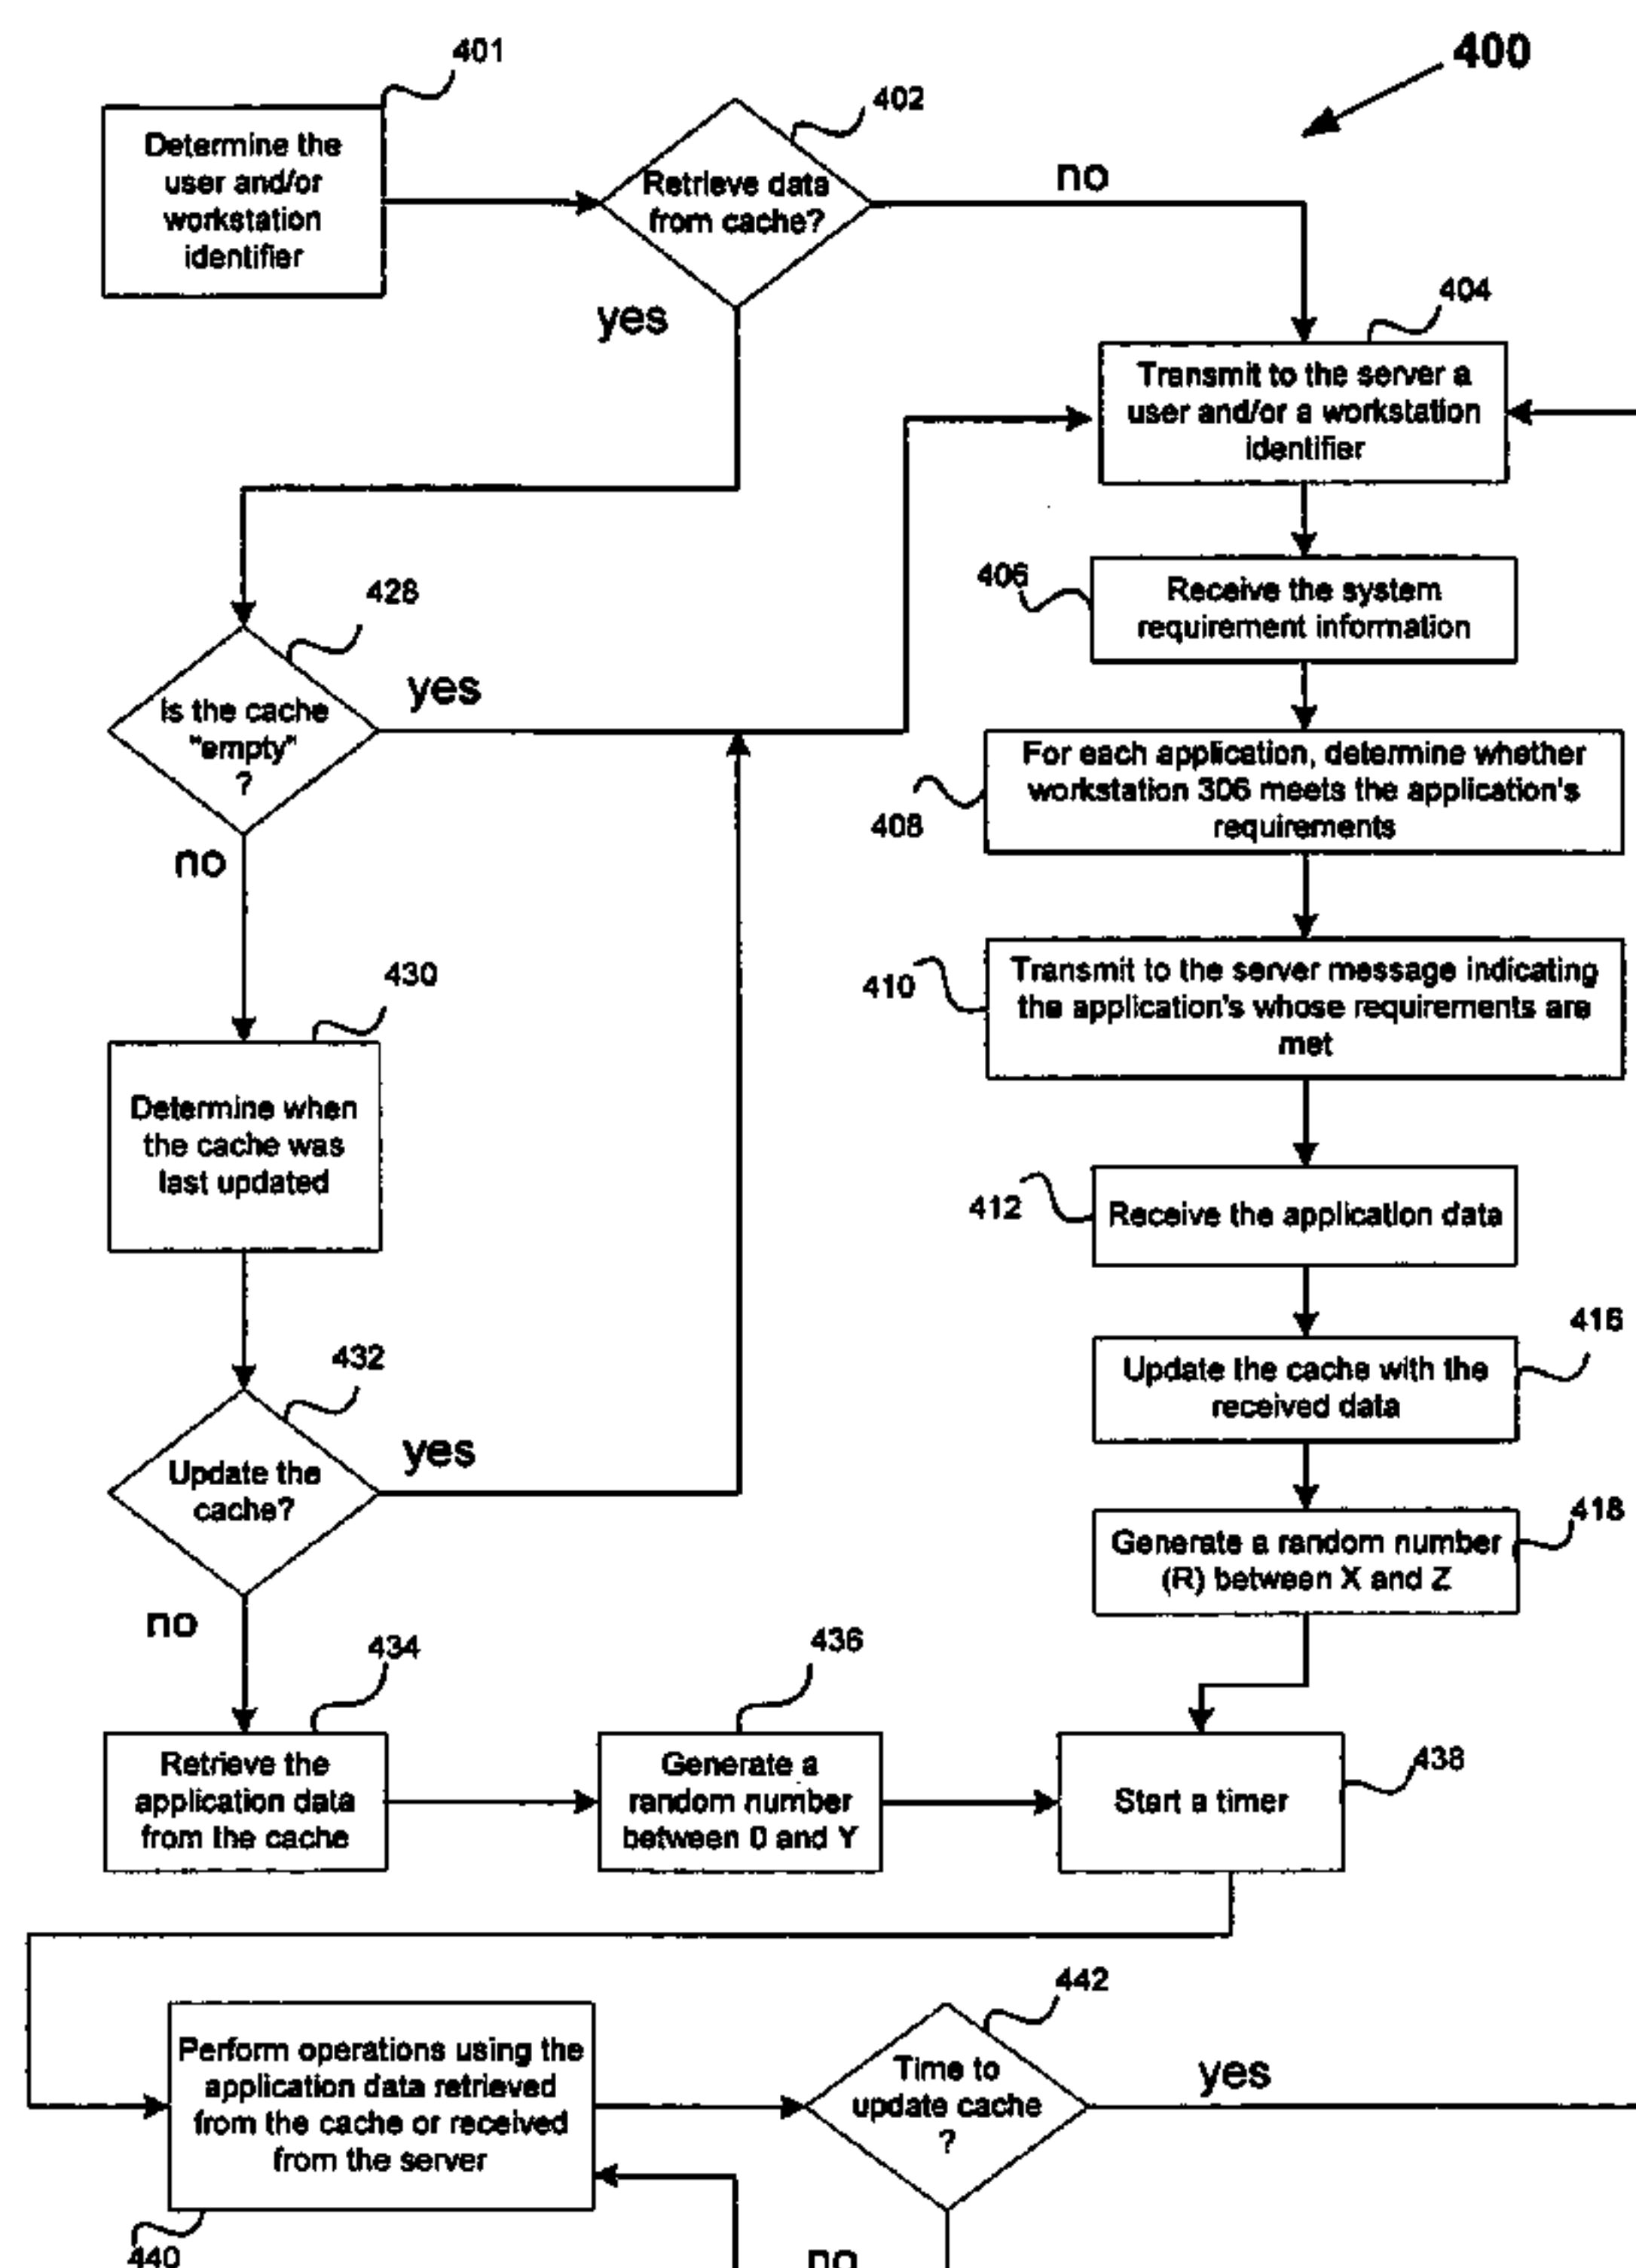 401
400
402
Determine the
user and/or
workstation
identifier
Retrieve data
from cache?
no
yes
404
Transmit to the server a
user and/or a workstation
identifier
406
Receive the system
requirement information
428
Is the cache
"empty"
?
yes
no
For each application, determine whether
workstation 306 meets the application's
requirements
408
430
410
Transmit to the server message indicating
the application's whose requirements are
met
Determine when
the cache was
last updated
412
Receive the application data
416
Update the cache with the
received data
432
Update the
cache?
yes
no
418
Generate a random number
(R) between X and Z
434
436
438
Retrieve the
application data
from the cache
Generate a
random number
between 0 and Y
Start a timer
442
Perform operations using the
application data retrieved
from the cache or received
from the server
Time to
update cache
?
yes
440
no